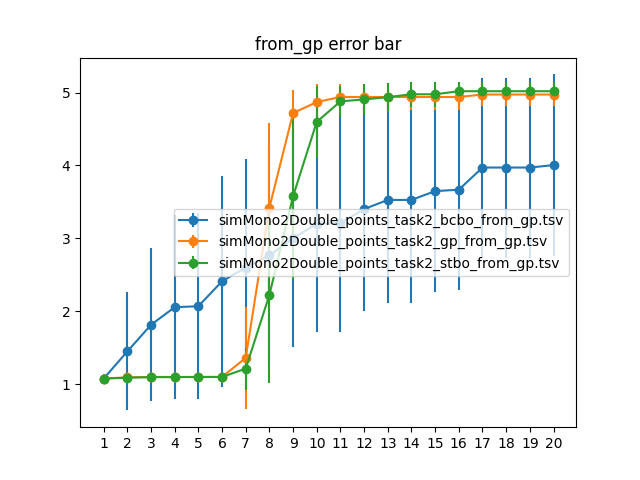 from_gp error bar
5
4
3
2
1
simMono2Double_points_task2_bcbo_from_gp.tsv
simMono2Double_points_task2_gp_from_gp.tsv
simMono2Double_points_task2_stbo_from_gp.tsv
1 2 3 4 5 6 7 8 9 10 11 12 13 14 15 16 17 18 19 20